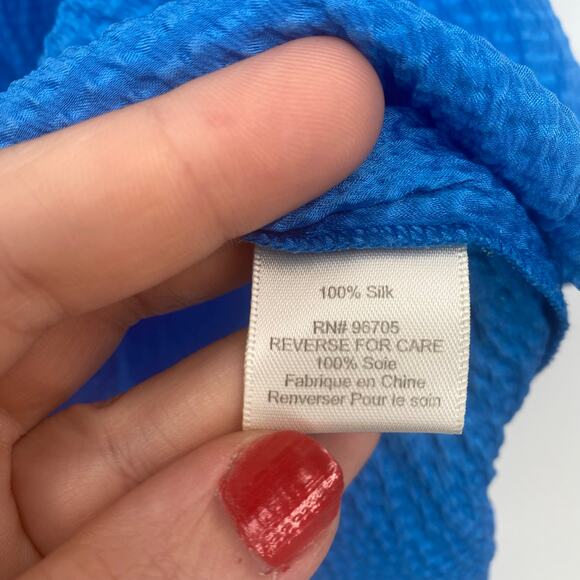 100% Silk
RN# 96705
REVERSE FOR CARE
100% Soie
Fabrique en Chine
Renverser Pour le soin